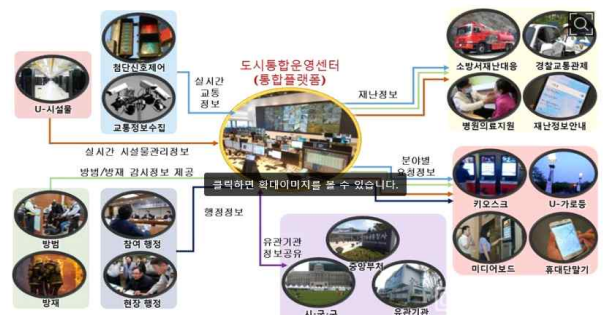 첨단신호제어
도시통합운영센터
(통합플랫폼)
소방서재난대응
경찰교통관제
U-시설물
교통정보수집
실시간
교통
정보
재난정보
병원의료지원
재난정보안내
실시간 시설물관리정보
방범/방재 감시정보 제공
분야별
요청정보
클릭하면 확대이미지를 볼 수 있습니다.
키오스크
U-가로등
방범
참여 행정
행정정보
유관기관
정보공유
중앙부처
미디어보드
휴대단말기
방재
현장 행정
시·군·구
유관기관